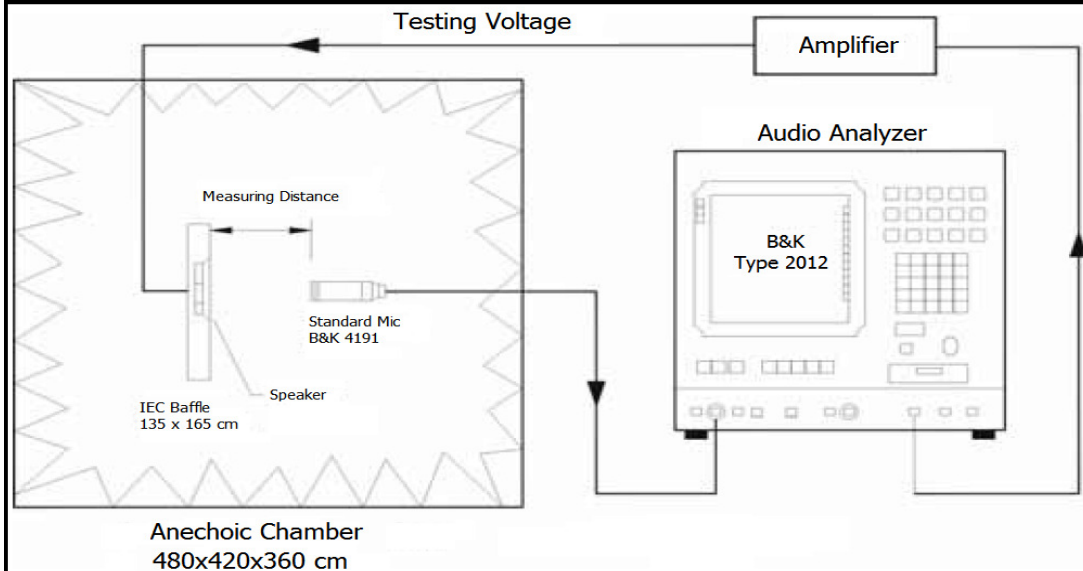 Testing Voltage
Amplifier
Audio Analyzer
Measuring Distance
B&K
Type 2012
Standard Mic
B&K 4191
Speaker
IEC Baffle
135 x 165 cm
Anechoic Chamber
480x420x360 cm